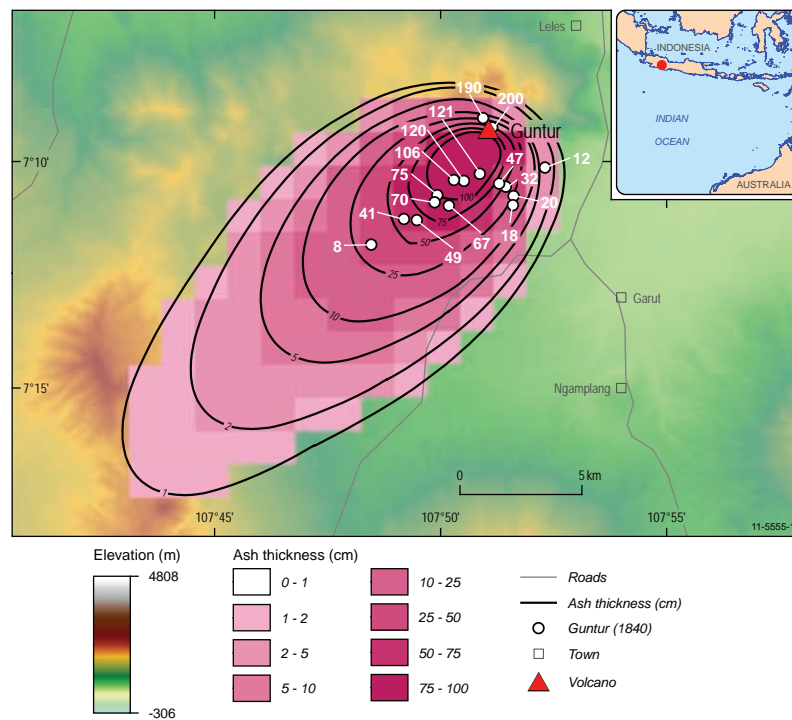 Leles
INDONESIA
INDIAN
OCEAN
AUSTRALIA
190
200
121
Guntur
120
47
12
7°10'
106
32
75
100
70
20
75
41
18
50
67
8
49
25
Garut
10
5
7°15'
Ngamplang
2
0
5 km
1
107°45'
107°50'
107°55'
11-5555-1
Elevation (m)
4808
-306
Ash thickness (cm)
0 - 1
1 - 2
2 - 5
5 - 10
10 - 25
25 - 50
50 - 75
75 - 100
Roads
Ash thickness (cm)
Guntur (1840)
Town
Volcano